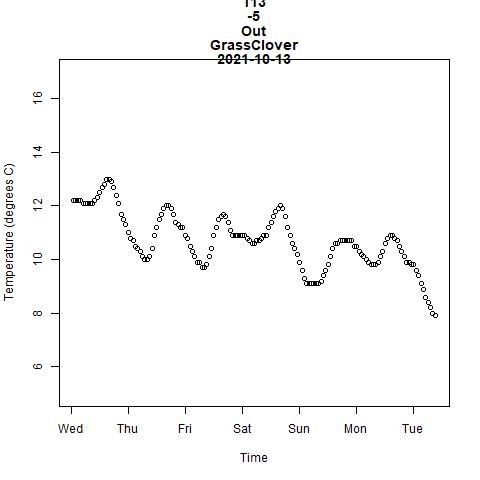 113
-5
Out
GrassClover
2021-10-13
Temperature (degrees C)
16
14
12
10
8
6
Wed
Thu
Fri
Sat
Sun
Mon
Tue
Time